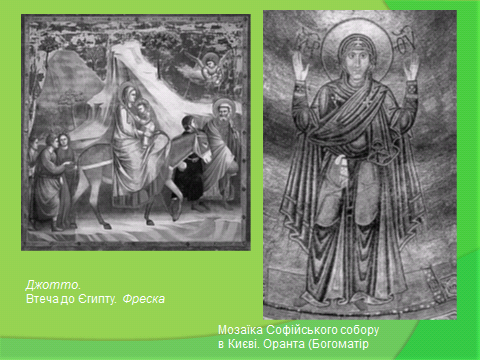 Джотто.
Втеча до Єгипту. Фреска
Мозаїка Софійського собору
в Києві. Оранта (Богоматір